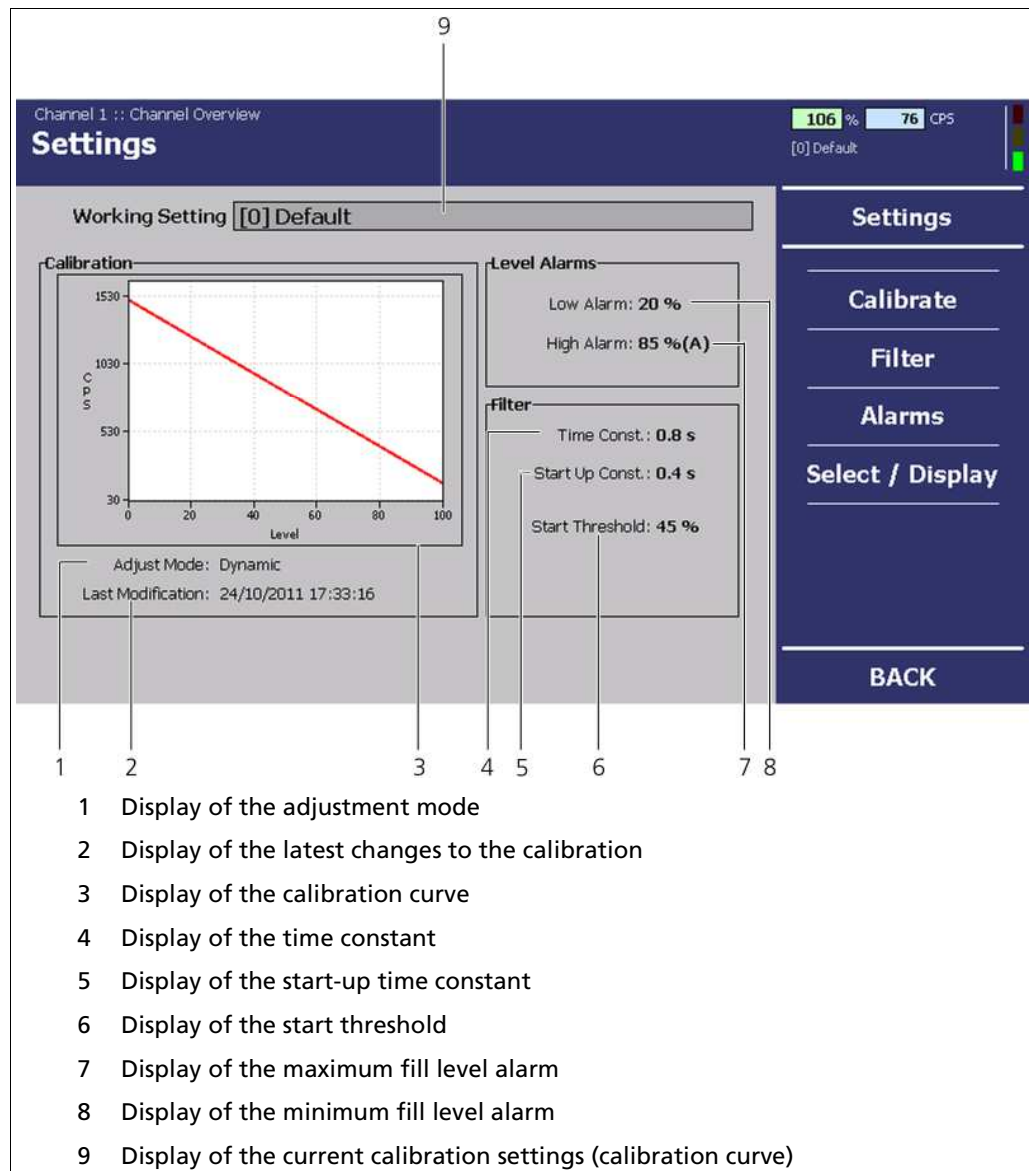 9
Channel 1 :: Channel Overview
Settings
106 % 76 CPS
[0] Default
Working Setting [0] Default
Calibration
1530
1030
CPS
530
30
0 20 40 60 80 100
Level
Adjust Mode: Dynamic
Last Modification: 24/10/2011 17:33:16
Level Alarms
Low Alarm: 20 %
High Alarm: 85 %(A)
Filter
Time Const.: 0.8 s
Start Up Const.: 0.4 s
Start Threshold: 45 %
Settings
Calibrate
Filter
Alarms
Select / Display
BACK
1 2 3 4 5 6 7 8
1 Display of the adjustment mode
2 Display of the latest changes to the calibration
3 Display of the calibration curve
4 Display of the time constant
5 Display of the start-up time constant
6 Display of the start threshold
7 Display of the maximum fill level alarm
8 Display of the minimum fill level alarm
9 Display of the current calibration settings (calibration curve)